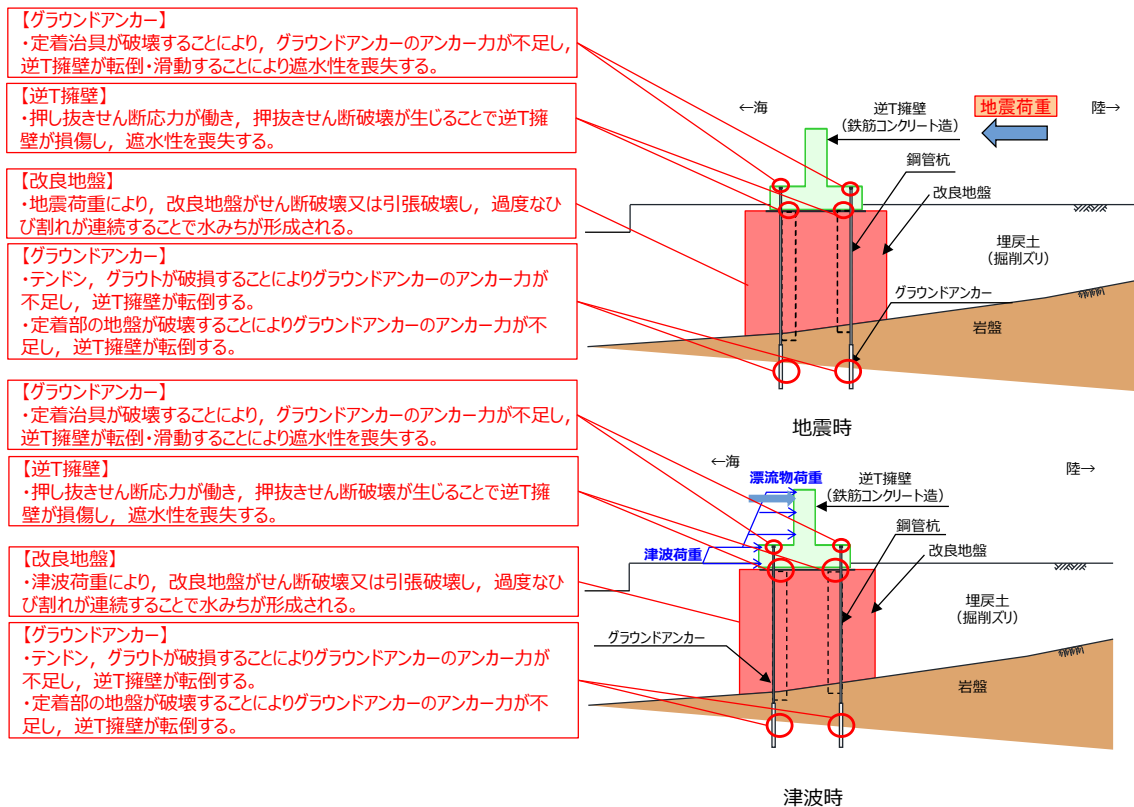 【グラウンドアンカー】
・定着治具が破壊することにより，グラウンドアンカーのアンカー力が不足し，
逆T擁壁が転倒・滑動することにより遮水性を喪失する。
【逆T擁壁】
・押し抜きせん断応力が働き，押抜きせん断破壊が生じることで逆T擁
壁が損傷し，遮水性を喪失する。
【改良地盤】
・地震荷重により，改良地盤がせん断破壊又は引張破壊し，過度なひ
び割れが連続することで水みちが形成される。
【グラウンドアンカー】
・テンドン，グラウトが破損することによりグラウンドアンカーのアンカー力が
不足し，逆T擁壁が転倒する。
・定着部の地盤が破壊することによりグラウンドアンカーのアンカー力が不
足し，逆T擁壁が転倒する。
←海
逆T擁壁
（鉄筋コンクリート造）
地震荷重
陸→
鋼管杭
改良地盤
埋戻土
（掘削ズリ）
グラウンドアンカー
岩盤
地震時
【グラウンドアンカー】
・定着治具が破壊することにより，グラウンドアンカーのアンカー力が不足し，
逆T擁壁が転倒・滑動することにより遮水性を喪失する。
【逆T擁壁】
・押し抜きせん断応力が働き，押抜きせん断破壊が生じることで逆T擁
壁が損傷し，遮水性を喪失する。
【改良地盤】
・津波荷重により，改良地盤がせん断破壊又は引張破壊し，過度なひ
び割れが連続することで水みちが形成される。
【グラウンドアンカー】
・テンドン，グラウトが破損することによりグラウンドアンカーのアンカー力が
不足し，逆T擁壁が転倒する。
・定着部の地盤が破壊することによりグラウンドアンカーのアンカー力が不
足し，逆T擁壁が転倒する。
←海
陸→
漂流物荷重
逆T擁壁
（鉄筋コンクリート造）
鋼管杭
津波荷重
改良地盤
埋戻土
（掘削ズリ）
グラウンドアンカー
岩盤
津波時